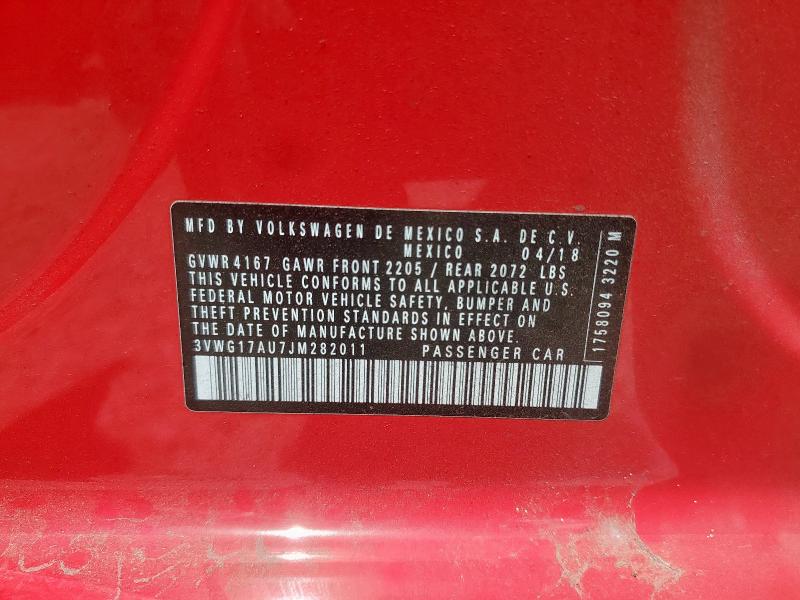 MFD BY VOLKSWAGEN DE MEXICO S.A. DE C.V.
MEXICO 04/18
GVWR 4167 GAWR FRONT 2205 / REAR 2072 LBS
THIS VEHICLE CONFORMS TO ALL APPLICABLE U.S.
FEDERAL MOTOR VEHICLE SAFETY, BUMPER AND
THEFT PREVENTION STANDARDS IN EFFECT ON
THE DATE OF MANUFACTURE SHOWN ABOVE.
3VWG17AU7JM282011 PASSENGER CAR
1758094 3220 M